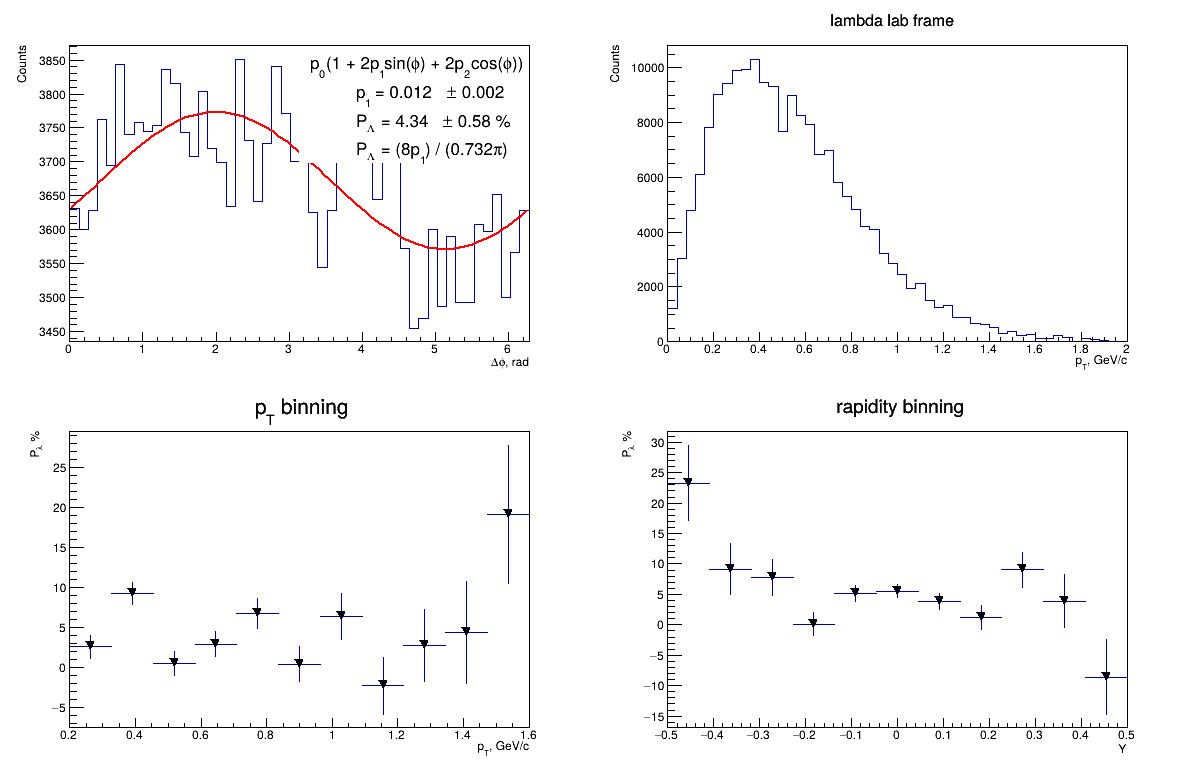 Counts
3850
3800
3750
3700
3650
3600
3550
3500
3450
p0(1 + 2p1sin(ϕ) + 2p2cos(ϕ))
p1 = 0.012 ± 0.002
PΛ = 4.34 ± 0.58 %
PΛ = (8p1) / (0.732π)
0 1 2 3 4 5 6
Δϕ, rad
lambda lab frame
Counts
10000
8000
6000
4000
2000
0
0 0.2 0.4 0.6 0.8 1 1.2 1.4 1.6 1.8 2
pT, GeV/c
pT binning
Pλ %
25
20
15
10
5
0
−5
0.2 0.4 0.6 0.8 1 1.2 1.4 1.6
pT, GeV/c
rapidity binning
Pλ %
30
25
20
15
10
5
0
−5
−10
−15
−0.5 −0.4 −0.3 −0.2 −0.1 0 0.1 0.2 0.3 0.4 0.5
Y